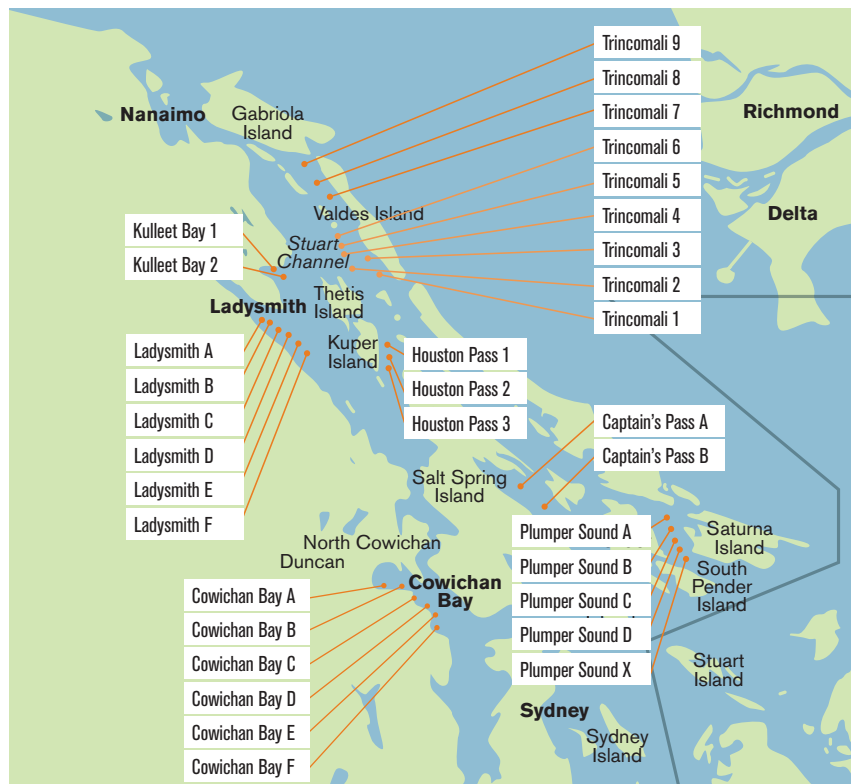 Trincomali 9
Trincomali 8
Trincomali 7
Trincomali 6
Trincomali 5
Trincomali 4
Trincomali 3
Trincomali 2
Trincomali 1
Nanaimo
Gabriola
Island
Richmond
Delta
Valdes Island
Kulleet Bay 1
Kulleet Bay 2
Stuart
Channel
Thetis
Island
Ladysmith
Kuper
Island
Ladysmith A
Ladysmith B
Ladysmith C
Ladysmith D
Ladysmith E
Ladysmith F
Houston Pass 1
Houston Pass 2
Houston Pass 3
Captain's Pass A
Captain's Pass B
Salt Spring
Island
North Cowichan
Duncan
Cowichan
Bay
Plumper Sound A
Plumper Sound B
Plumper Sound C
Plumper Sound D
Plumper Sound X
Saturna
Island
South
Pender
Island
Cowichan Bay A
Cowichan Bay B
Cowichan Bay C
Cowichan Bay D
Cowichan Bay E
Cowichan Bay F
Stuart
Island
Sydney
Sydney
Island